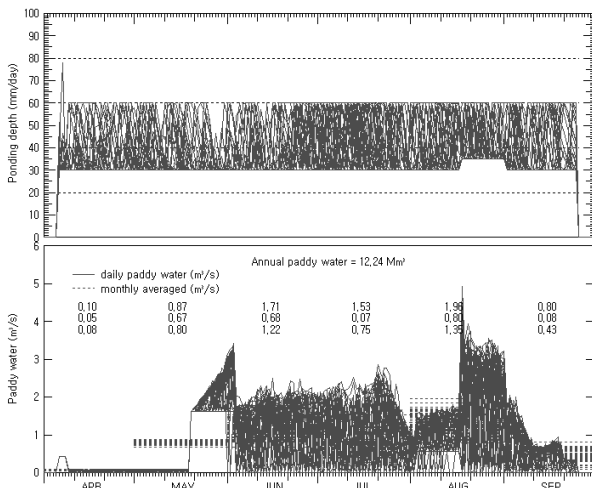 100
90
80
70
60
50
40
30
20
10
0
Ponding depth (mm/day)
6
5
4
3
2
1
0
Paddy water (m³/s)
Annual paddy water = 12,24 Mm³
daily paddy water (m³/s)
monthly averaged (m³/s)
0,10 0,87 1,71 1,53 1,96 0,80
0,05 0,67 0,68 0,07 0,80 0,08
0,08 0,80 1,22 0,75 1,35 0,43
APR MAY JUN JUL AUG SEP